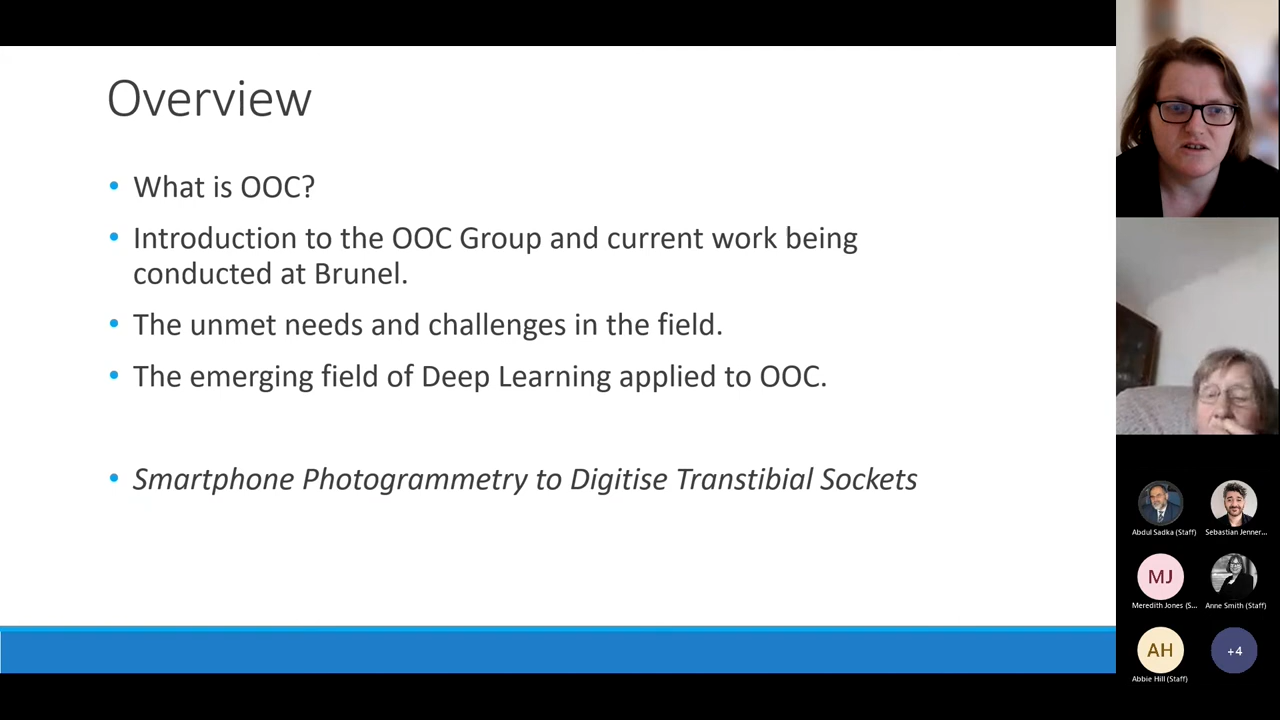 Overview
• What is OOC?
• Introduction to the OOC Group and current work being
conducted at Brunel.
• The unmet needs and challenges in the field.
• The emerging field of Deep Learning applied to OOC.
• Smartphone Photogrammetry to Digitise Transtibial Sockets
Abdul Sadka (Staff)
Sebastian Jenner...
MJ
Meredith Jones (S...
Anne Smith (Staff)
AH
Abbie Hill (Staff)
+4